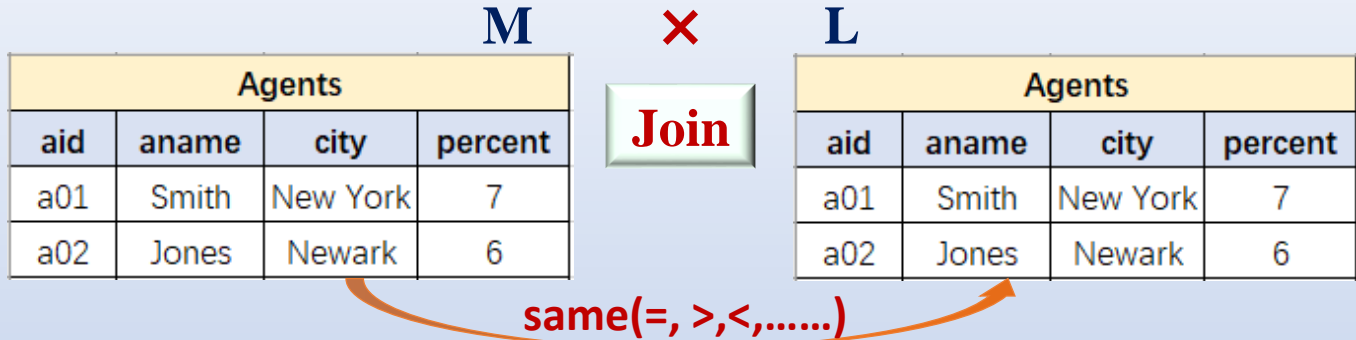 M × L
Agents
aid aname city percent
a01 Smith New York 7
a02 Jones Newark 6
Join
Agents
aid aname city percent
a01 Smith New York 7
a02 Jones Newark 6
same(=, >,<,……)